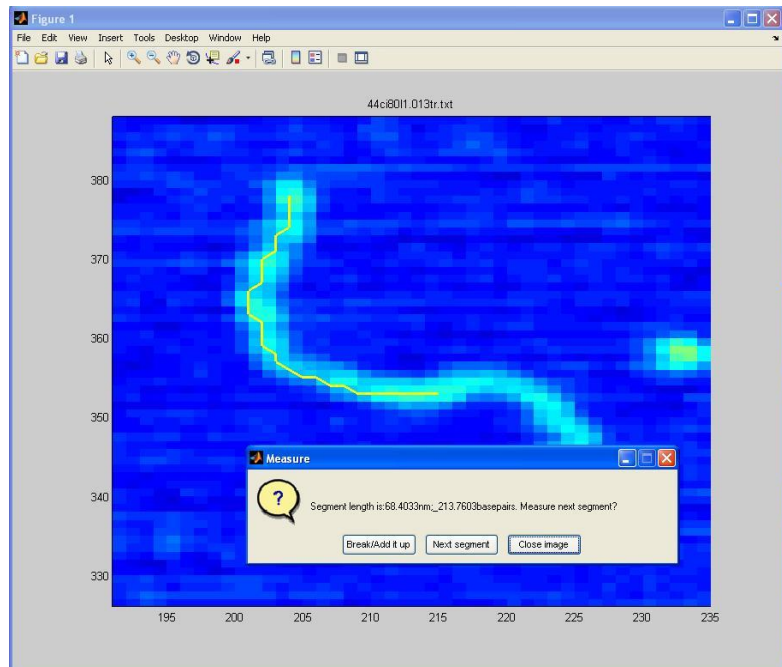 Figure 1
File Edit View Insert Tools Desktop Window Help
44ci80l1.013tr.txt
380
370
360
350
340
330
Measure
?
Segment length is:68.4033nm;_213.7603basepairs. Measure next segment?
Break/Add it up Next segment Close image
195 200 205 210 215 220 225 230 235